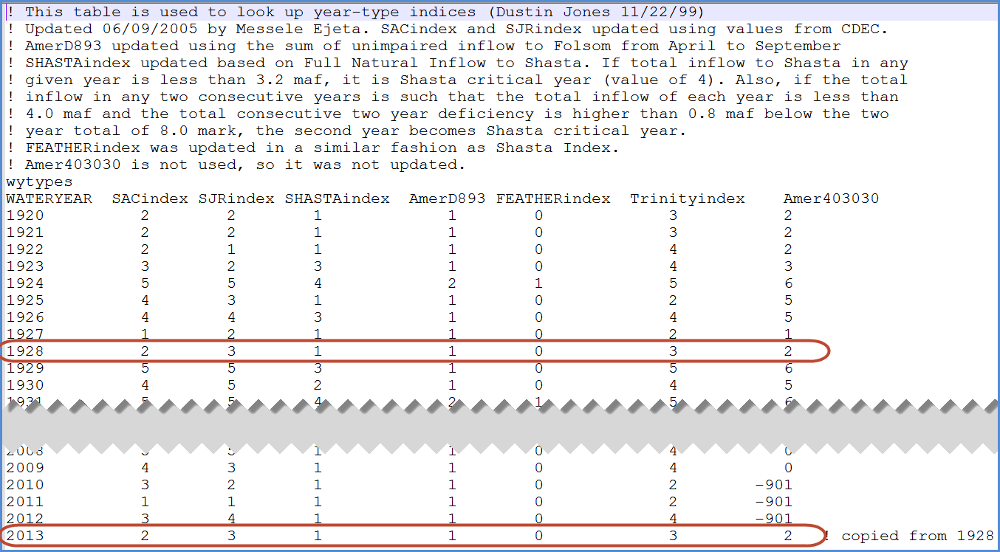 ! This table is used to look up year-type indices (Dustin Jones 11/22/99)
! Updated 06/09/2005 by Messele Ejeta. SACindex and SJRindex updated using values from CDEC.
! AmerD893 updated using the sum of unimpaired inflow to Folsom from April to September
! SHASTAindex updated based on Full Natural Inflow to Shasta. If total inflow to Shasta in any
! given year is less than 3.2 maf, it is Shasta critical year (value of 4). Also, if the total
! inflow in any two consecutive years is such that the total inflow of each year is less than
! 4.0 maf and the total consecutive two year deficiency is higher than 0.8 maf below the two
! year total of 8.0 mark, the second year becomes Shasta critical year.
! FEATHERindex was updated in a similar fashion as Shasta Index.
! Amer403030 is not used, so it was not updated.
wytypes
WATERYEAR SACindex SJRindex SHASTAindex AmerD893 FEATHERindex Trinityindex Amer403030
1920 2 2 1 1 0 3 2
1921 2 2 1 1 0 3 2
1922 2 1 1 1 0 4 2
1923 3 2 3 1 0 4 3
1924 5 5 4 2 1 5 6
1925 4 3 1 1 0 2 5
1926 4 4 3 1 0 4 5
1927 1 2 1 1 0 2 1
1928 2 3 1 1 0 3 2
1929 5 5 3 1 0 5 6
1930 4 5 2 1 0 4 5
1931 5 5 4 2 1 5 6
2008 1 1 0 4 0
2009 4 3 1 1 0 4 0
2010 3 2 1 1 0 2 -901
2011 1 1 1 1 0 2 -901
2012 3 4 1 1 0 4 -901
2013 2 3 1 1 0 3 2 ! copied from 1928